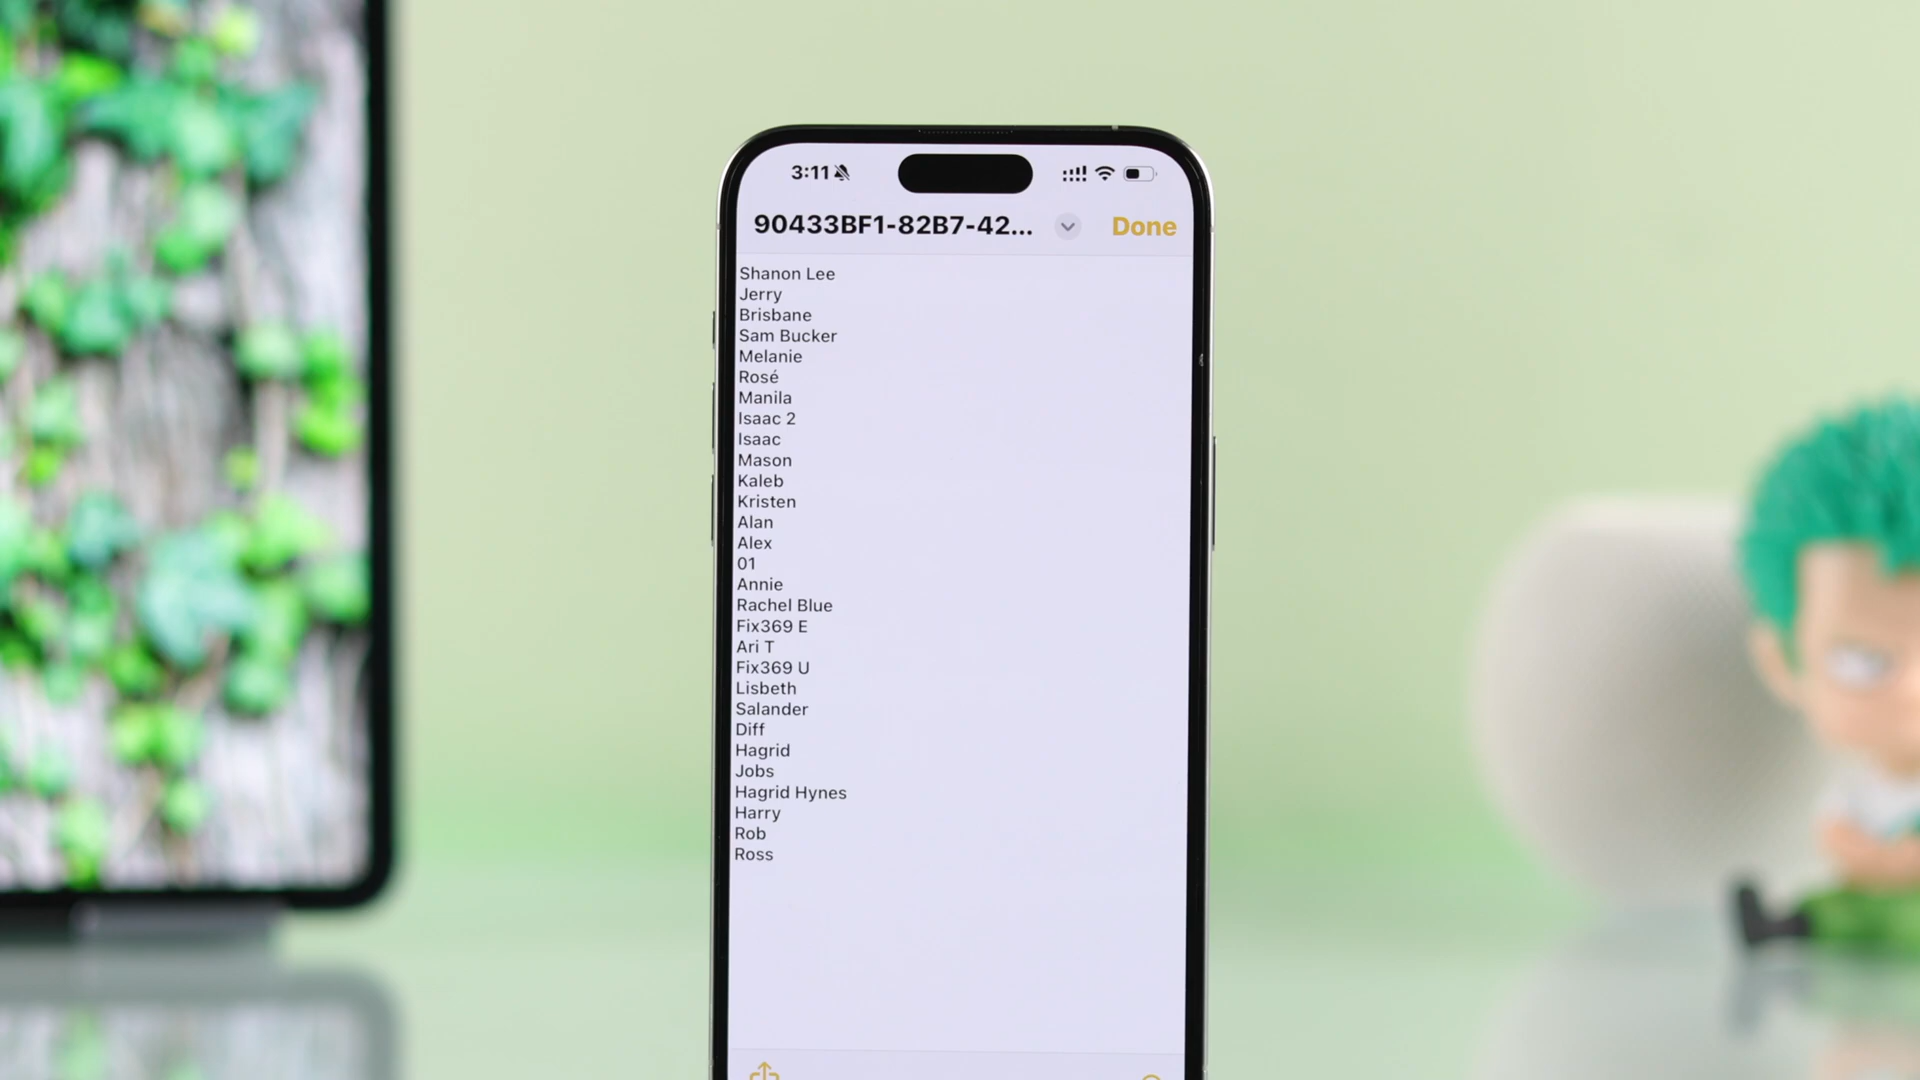 3:11
90433BF1-82B7-42...
Done
Shanon Lee
Jerry
Brisbane
Sam Bucker
Melanie
Rosé
Manila
Isaac 2
Isaac
Mason
Kaleb
Kristen
Alan
Alex
01
Annie
Rachel Blue
Fix369 E
Ari T
Fix369 U
Lisbeth
Salander
Diff
Hagrid
Jobs
Hagrid Hynes
Harry
Rob
Ross